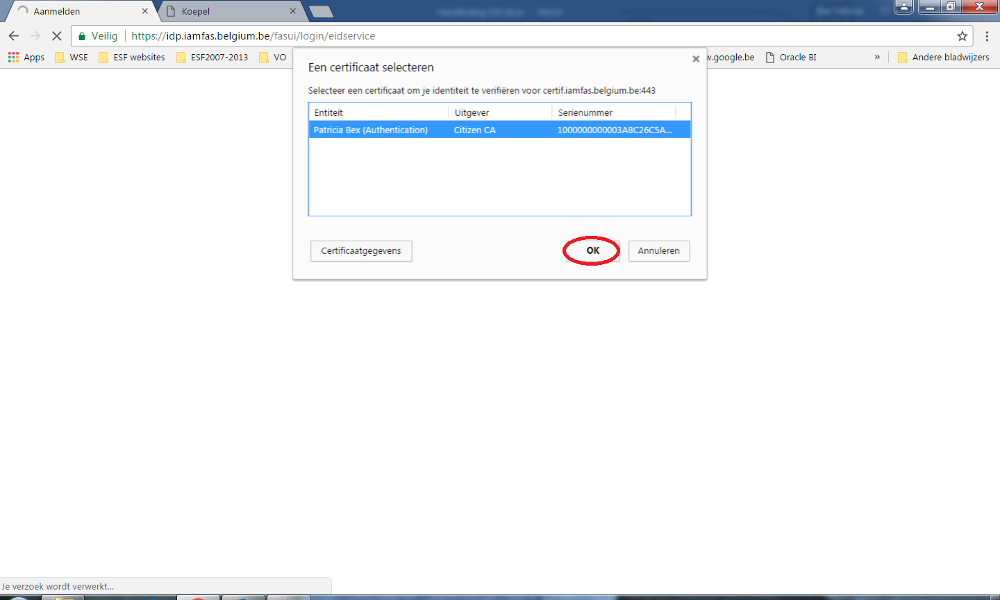 Aanmelden
Koepel
Veilig https://idp.iamfas.belgium.be/fasui/login/eidservice
Apps WSE ESF websites ESF2007-2013 VO w.google.be Oracle BI » Andere bladwijzers
Een certificaat selecteren
Selecteer een certificaat om je identiteit te verifiëren voor certif.iamfas.belgium.be:443
Entiteit Uitgever Serienummer
Patricia Bex (Authentication) Citizen CA 1000000000003ABC26C5A...
Certificaatgegevens OK Annuleren
Je verzoek wordt verwerkt...